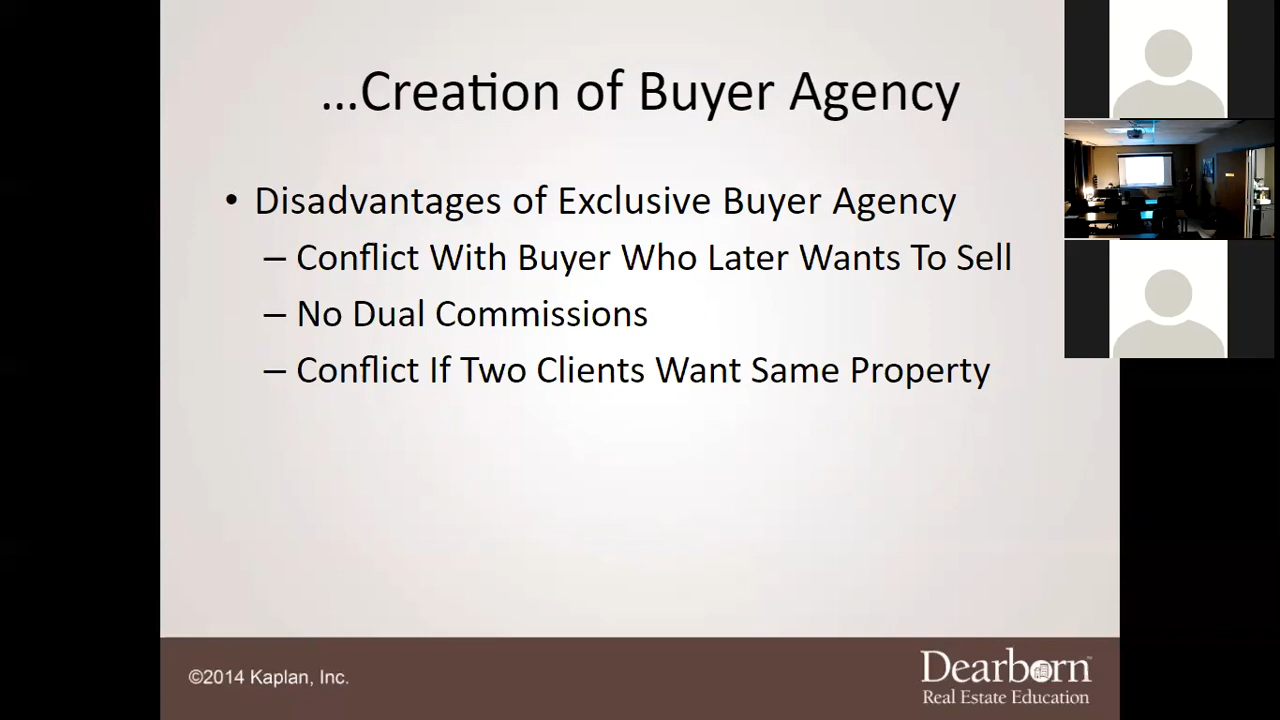 ...Creation of Buyer Agency
• Disadvantages of Exclusive Buyer Agency
– Conflict With Buyer Who Later Wants To Sell
– No Dual Commissions
– Conflict If Two Clients Want Same Property
©2014 Kaplan, Inc.
Dearborn™
Real Estate Education